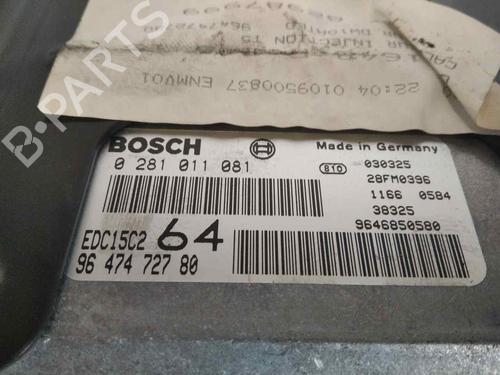 22:04 0109500837 ENMV01
BOSCH
Made in Germany
0 281 011 081
B10
030325
28FM0396
1166 0584
38325
9646850580
EDC15C2 64
96 474 727 80